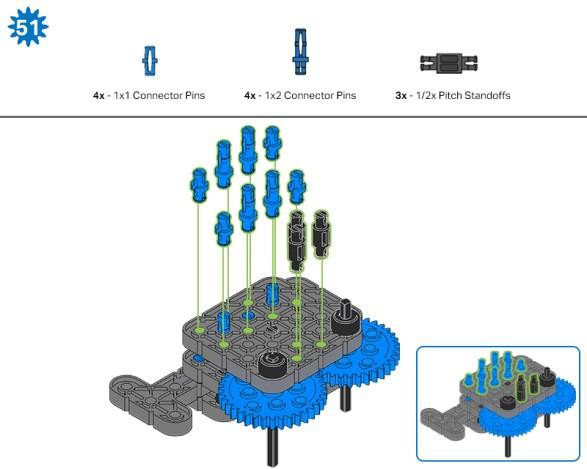 51
4x - 1x1 Connector Pins
4x - 1x2 Connector Pins
3x - 1/2x Pitch Standoffs